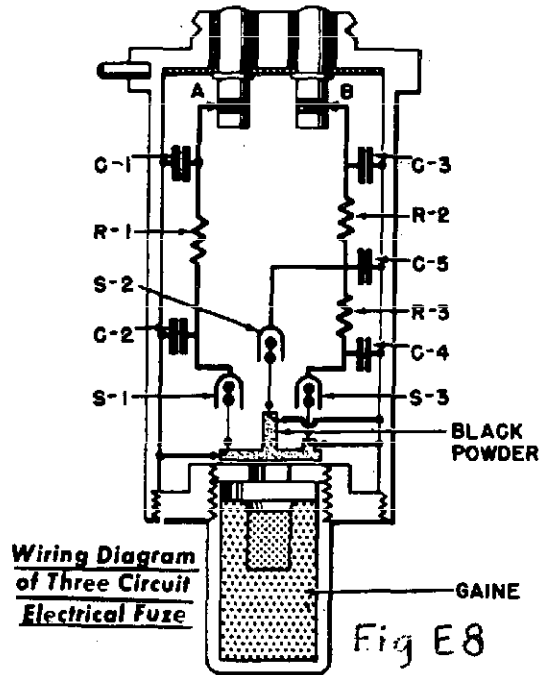 A
B
C-1
C-3
R-1
R-2
C-5
S-2
R-3
C-2
C-4
S-1
S-3
BLACK
POWDER
Wiring Diagram
of Three Circuit
Electrical Fuze
GAINE
Fig E8